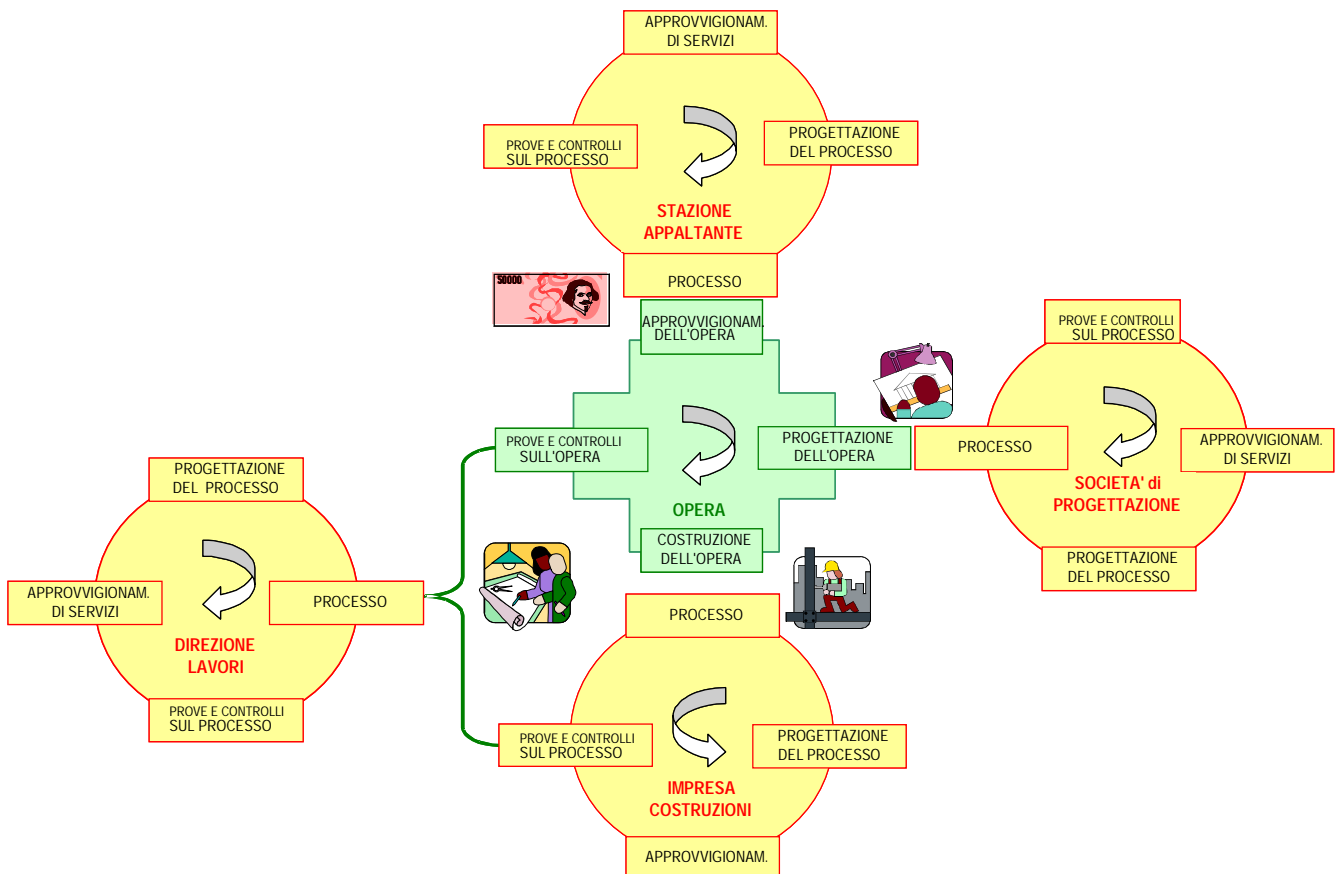 APPROVVIGIONAM.
DI SERVIZI
PROVE E CONTROLLI
SUL PROCESSO
PROGETTAZIONE
DEL PROCESSO
STAZIONE
APPALTANTE
PROCESSO
50000
APPROVVIGIONAM.
DELL'OPERA
PROVE E CONTROLLI
SULL'OPERA
PROGETTAZIONE
DELL'OPERA
OPERA
COSTRUZIONE
DELL'OPERA
PROVE E CONTROLLI
SUL PROCESSO
PROCESSO
APPROVVIGIONAM.
DI SERVIZI
SOCIETA' di
PROGETTAZIONE
PROGETTAZIONE
DEL PROCESSO
PROGETTAZIONE
DEL PROCESSO
APPROVVIGIONAM.
DI SERVIZI
PROCESSO
DIREZIONE
LAVORI
PROVE E CONTROLLI
SUL PROCESSO
PROCESSO
PROVE E CONTROLLI
SUL PROCESSO
PROGETTAZIONE
DEL PROCESSO
IMPRESA
COSTRUZIONI
APPROVVIGIONAM.